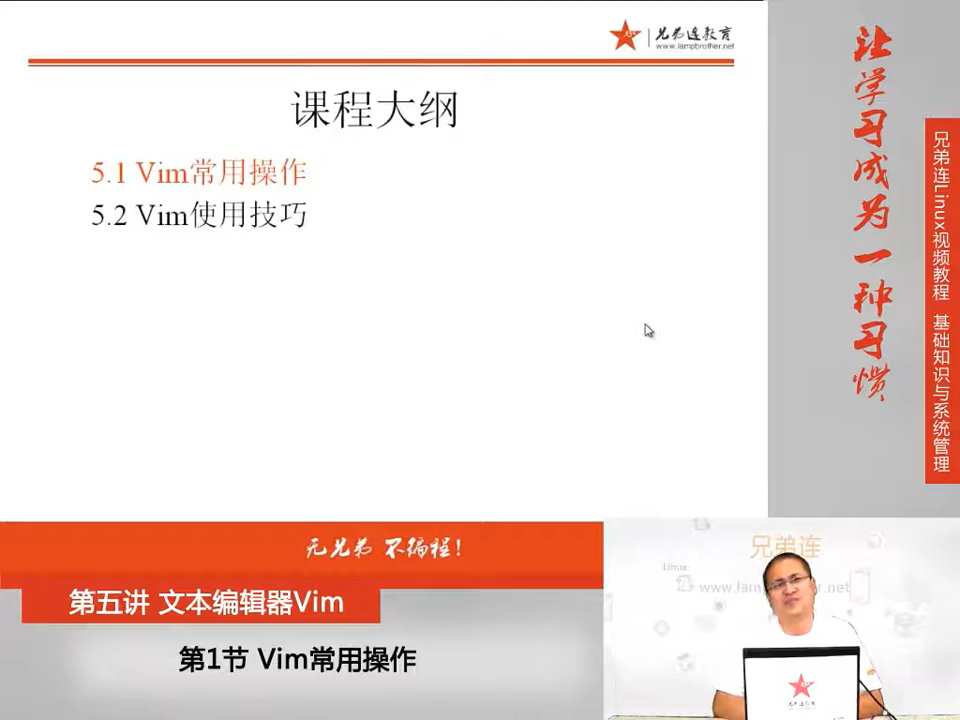 兄弟连教育
www.lampbrother.net
课程大纲
5.1 Vim常用操作
5.2 Vim使用技巧
让学习成为一种习惯
兄弟连Linux视频教程 基础知识与系统管理
无兄弟 不编程!
第五讲 文本编辑器Vim
第1节 Vim常用操作
兄弟连
Linux
www.lam
.net